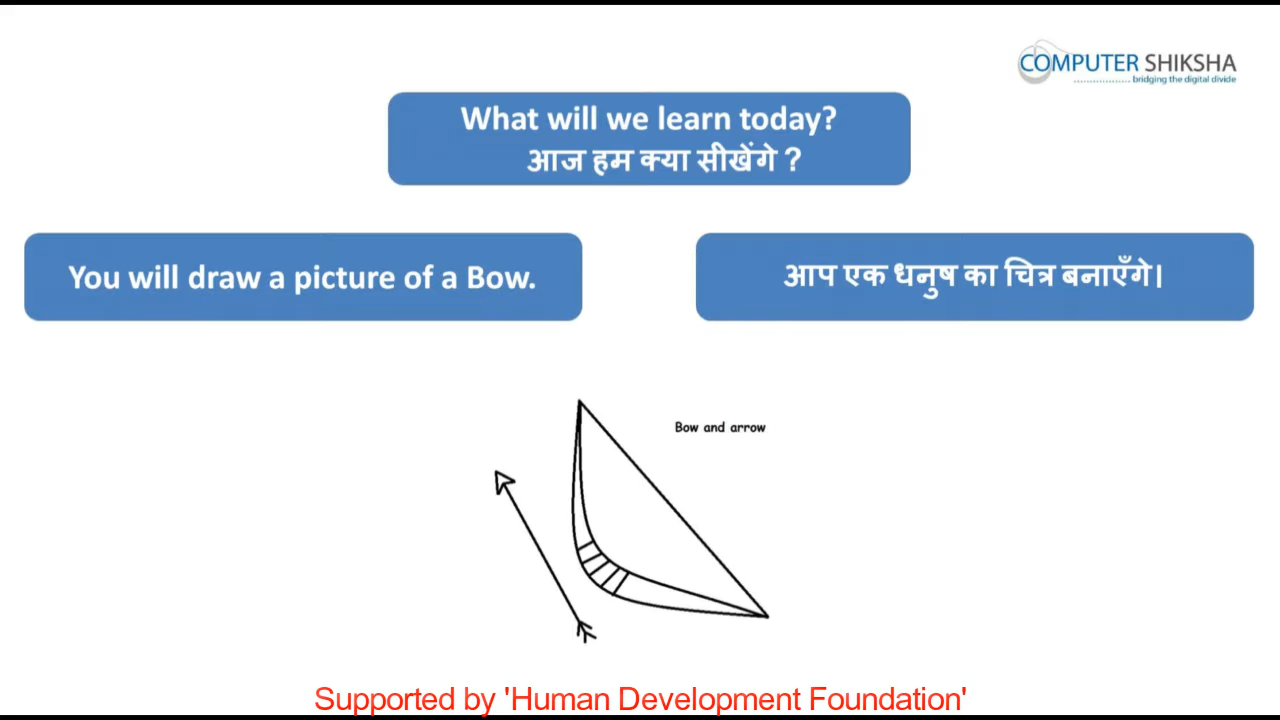 COMPUTER SHIKSHA
.................. bridging the digital divide
What will we learn today?
आज हम क्या सीखेंगे ?
You will draw a picture of a Bow.
आप एक धनुष का चित्र बनाएँगे।
Bow and arrow
Supported by 'Human Development Foundation'